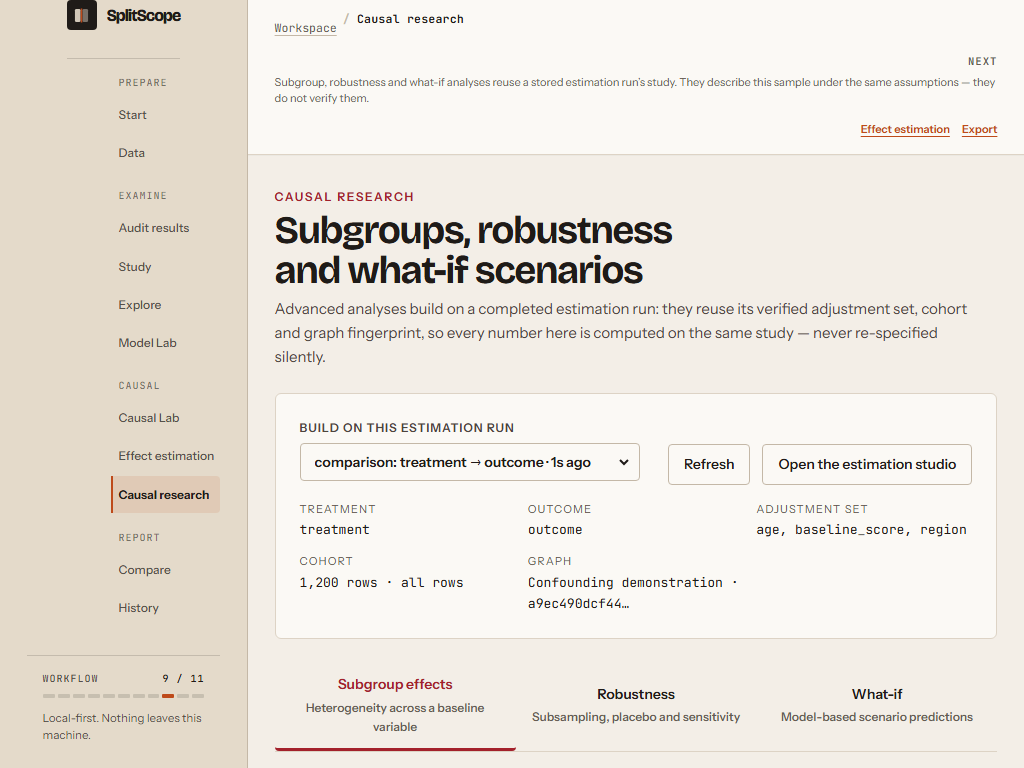 SplitScope
PREPARE
Start
Data
EXAMINE
Audit results
Study
Explore
Model Lab
CAUSAL
Causal Lab
Effect estimation
Causal research
REPORT
Compare
History
WORKFLOW 9 / 11
Local-first. Nothing leaves this
machine.
Workspace / Causal research
NEXT
Subgroup, robustness and what-if analyses reuse a stored estimation run's study. They describe this sample under the same assumptions — they
do not verify them.
Effect estimation Export
CAUSAL RESEARCH
Subgroups, robustness
and what-if scenarios
Advanced analyses build on a completed estimation run: they reuse its verified adjustment set, cohort
and graph fingerprint, so every number here is computed on the same study — never re-specified
silently.
BUILD ON THIS ESTIMATION RUN
comparison: treatment → outcome · 1s ago Refresh Open the estimation studio
TREATMENT OUTCOME ADJUSTMENT SET
treatment outcome age, baseline_score, region
COHORT GRAPH
1,200 rows · all rows Confounding demonstration ·
a9ec490dcf44…
Subgroup effects Robustness What-if
Heterogeneity across a baseline
variable
Subsampling, placebo and sensitivity Model-based scenario predictions